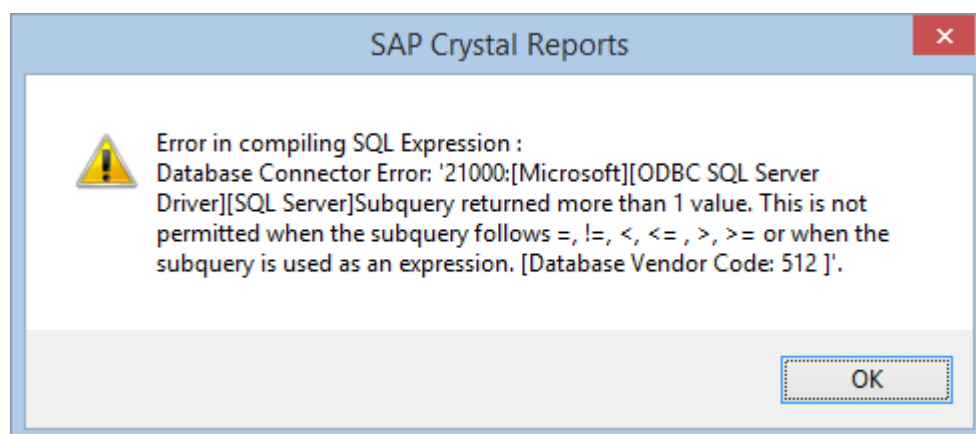 SAP Crystal Reports
Error in compiling SQL Expression :
Database Connector Error: '21000:[Microsoft][ODBC SQL Server
Driver][SQL Server]Subquery returned more than 1 value. This is not
permitted when the subquery follows =, !=, <, <= , >, >= or when the
subquery is used as an expression. [Database Vendor Code: 512 ]'.
OK